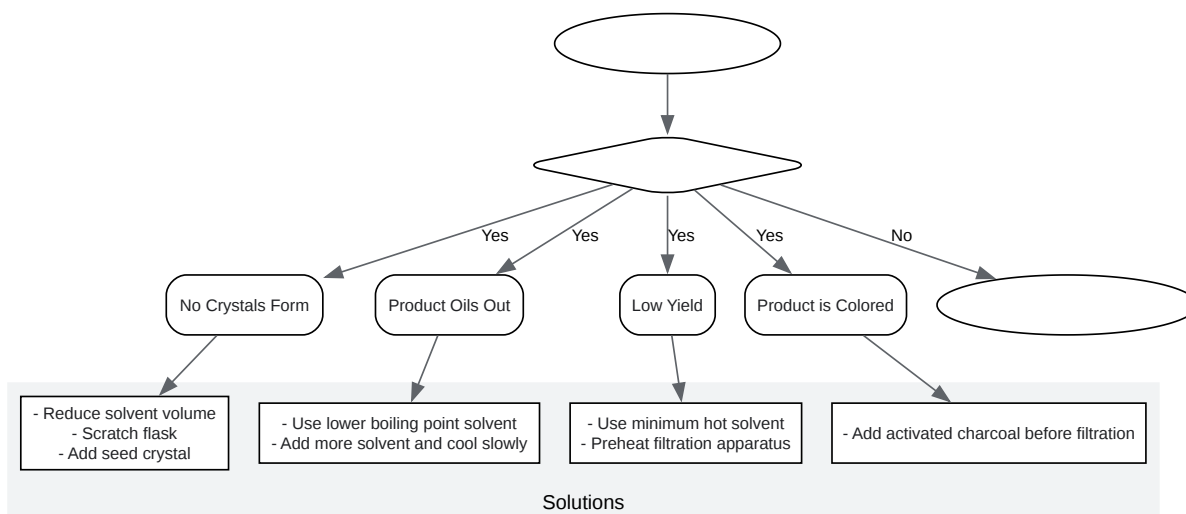 Yes
Yes
Yes
Yes
No
No Crystals Form
Product Oils Out
Low Yield
Product is Colored
- Reduce solvent volume
- Scratch flask
- Add seed crystal
- Use lower boiling point solvent
- Add more solvent and cool slowly
- Use minimum hot solvent
- Preheat filtration apparatus
- Add activated charcoal before filtration
Solutions